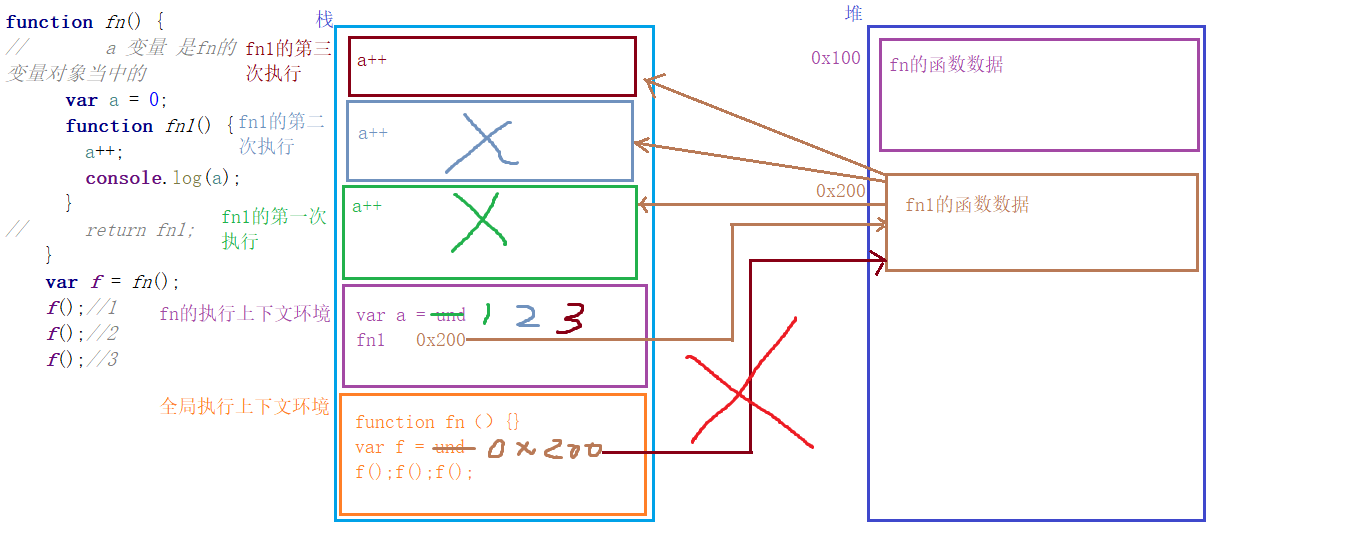 function fn() {
//        a 变量 是fn的
变量对象当中的
var a = 0;
function fn1() {
a++;
console.log(a);
}
//      return fn1;
}
var f = fn();
f();//1
f();//2
f();//3
fn1的第三
次执行
fn1的第二
次执行
fn1的第一次
执行
fn的执行上下文环境
全局执行上下文环境
栈
a++
a++
a++
var a = und 1 2 3
fn1   0x200
function fn () {}
var f = und 0x200
f();f();f();
堆
0x100
fn的函数数据
0x200
fn1的函数数据